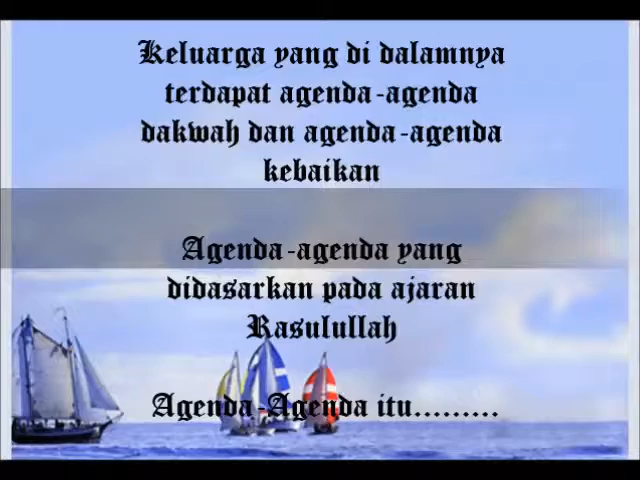 Keluarga yang di dalamnya
terdapat agenda-agenda
dakwah dan agenda-agenda
kebaikan
Agenda-agenda yang
didasarkan pada ajaran
Rasulullah
Agenda-Agenda itu.........